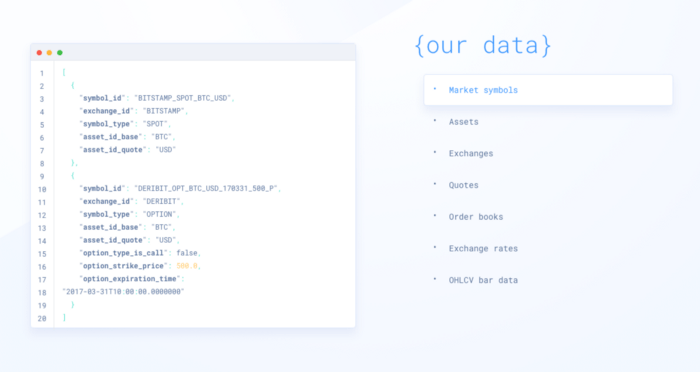 {our data}
1 [
2 {
3 "symbol_id": "BITSTAMP_SPOT_BTC_USD",
4 "exchange_id": "BITSTAMP",
5 "symbol_type": "SPOT",
6 "asset_id_base": "BTC",
7 "asset_id_quote": "USD"
8 },
9 {
10 "symbol_id": "DERIBIT_OPT_BTC_USD_170331_500_P",
11 "exchange_id": "DERIBIT",
12 "symbol_type": "OPTION",
13 "asset_id_base": "BTC",
14 "asset_id_quote": "USD",
15 "option_type_is_call": false,
16 "option_strike_price": 500.0,
17 "option_expiration_time":
18 "2017-03-31T10:00:00.0000000"
19 }
20 ]
• Market symbols
• Assets
• Exchanges
• Quotes
• Order books
• Exchange rates
• OHLCV bar data